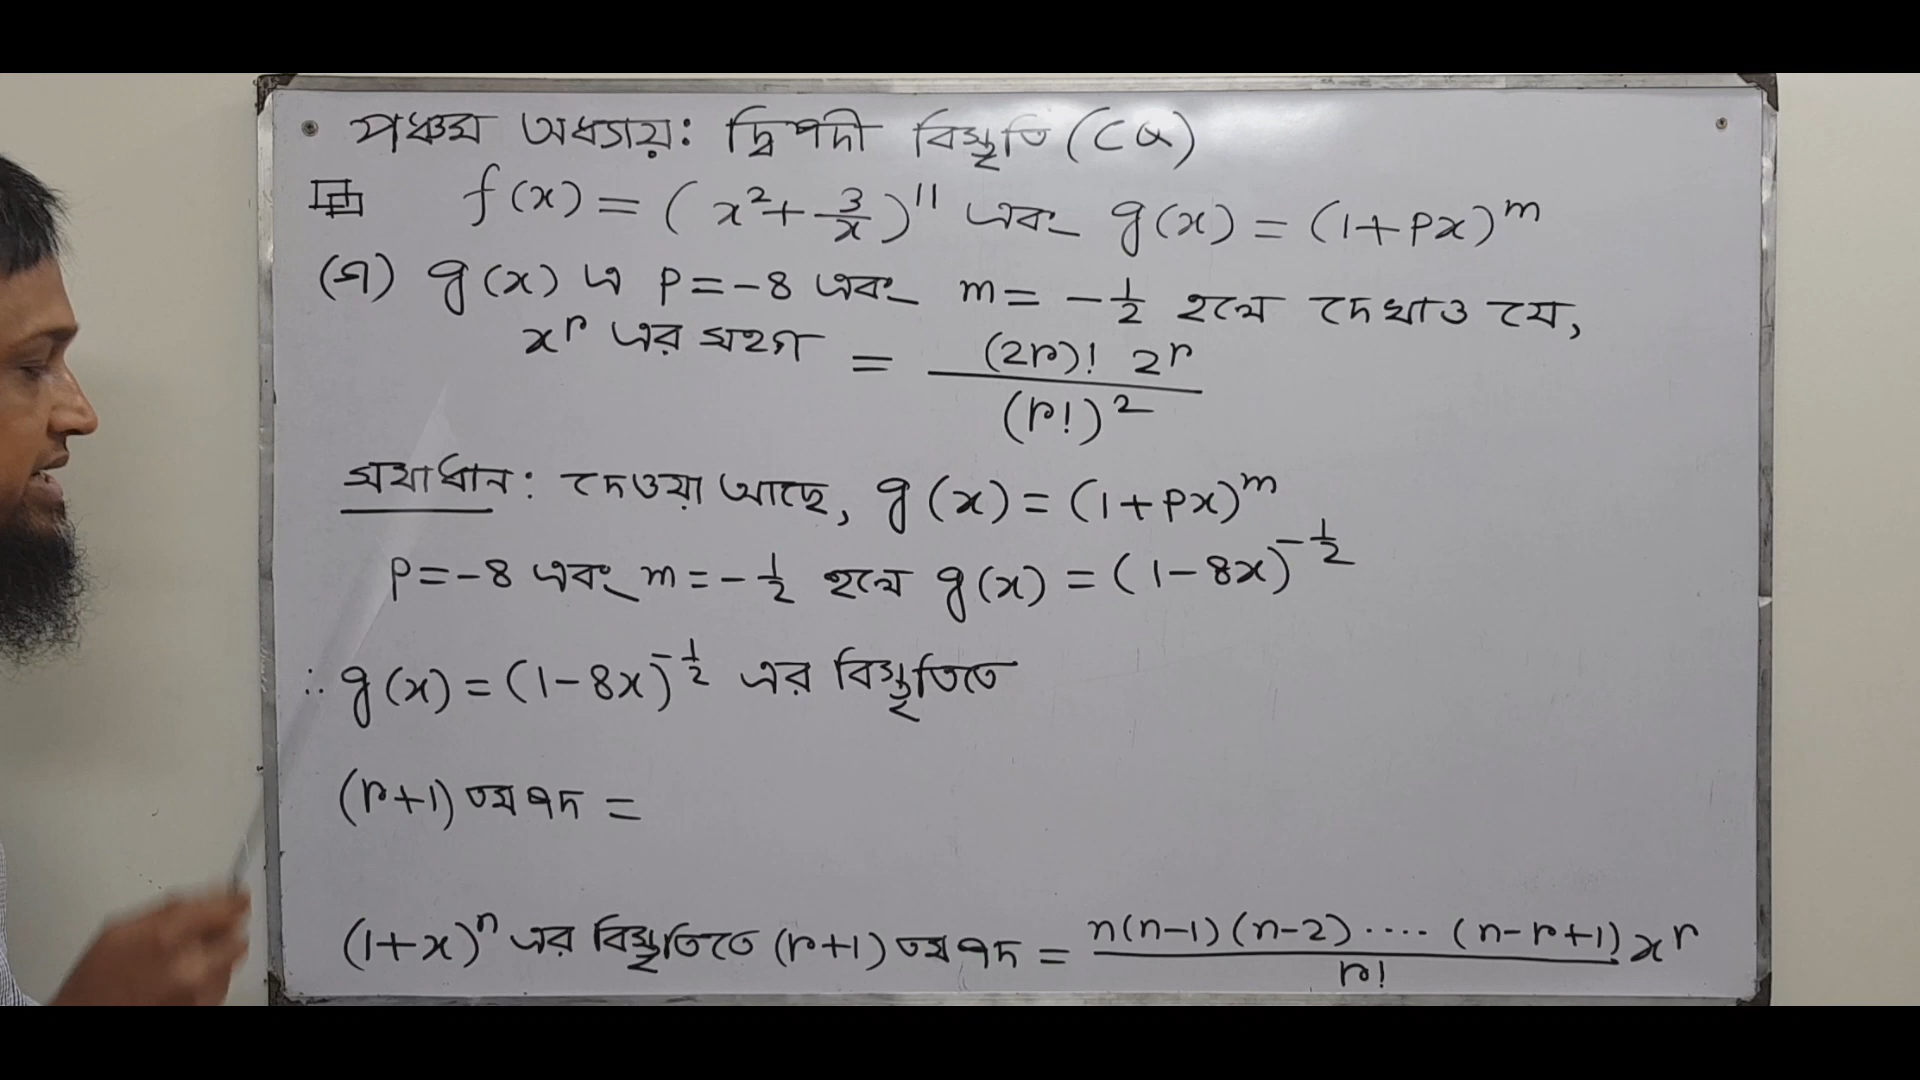 পঞ্চম অধ্যায়: দ্বিপদী বিস্তৃতি (CQ)
f(x) = (x² + 3/x)¹¹ এবং g(x) = (1+px)ᵐ
(গ) g(x) এ p = -8 এবং m = -1/2 হলে দেখাও যে,
xʳ এর সহগ = (2r)! 2ʳ / (r!)²
সমাধান: দেওয়া আছে, g(x) = (1+px)ᵐ
p = -8 এবং m = -1/2 হলে g(x) = (1-8x)^(-1/2)
∴ g(x) = (1-8x)^(-1/2) এর বিস্তৃতিতে
(r+1) তম পদ =
(1+x)ⁿ এর বিস্তৃতিতে (r+1) তম পদ = n(n-1)(n-2)....(n-r+1) / r! xʳ